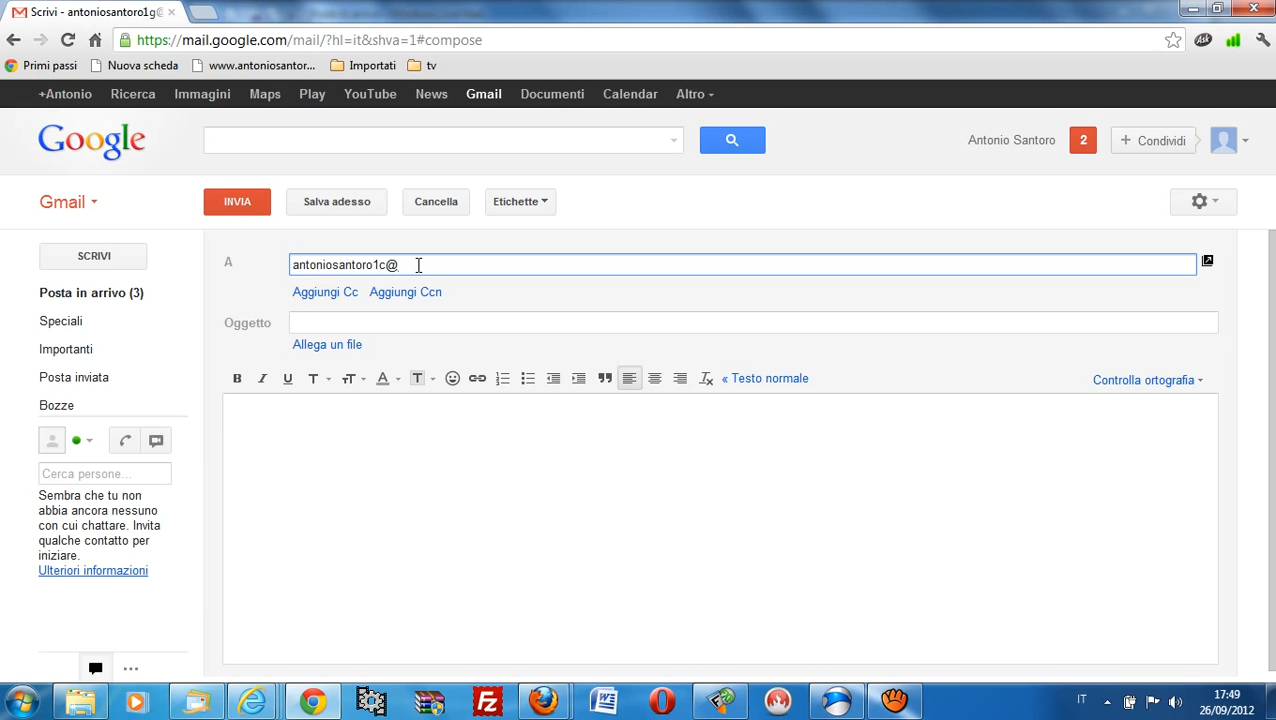 Scrivi - antoniosantoro1g@
https://mail.google.com/mail/?hl=it&shva=1#compose
Ask
Primi passi
Nuova scheda
www.antoniosantor...
Importati
tv
+Antonio Ricerca Immagini Maps Play YouTube News Gmail Documenti Calendar Altro
Google
Antonio Santoro
2
+ Condividi
Gmail
INVIA
Salva adesso
Cancella
Etichette
SCRIVI
A
antoniosantoro1c@
Aggiungi Cc Aggiungi Ccn
Posta in arrivo (3)
Speciali
Oggetto
Allega un file
Importanti
Posta inviata
B I U T T A T
« Testo normale
Controlla ortografia
Bozze
Cerca persone...
Sembra che tu non
abbia ancora nessuno
con cui chattare. Invita
qualche contatto per
iniziare.
Ulteriori informazioni
IT
17:49
26/09/2012